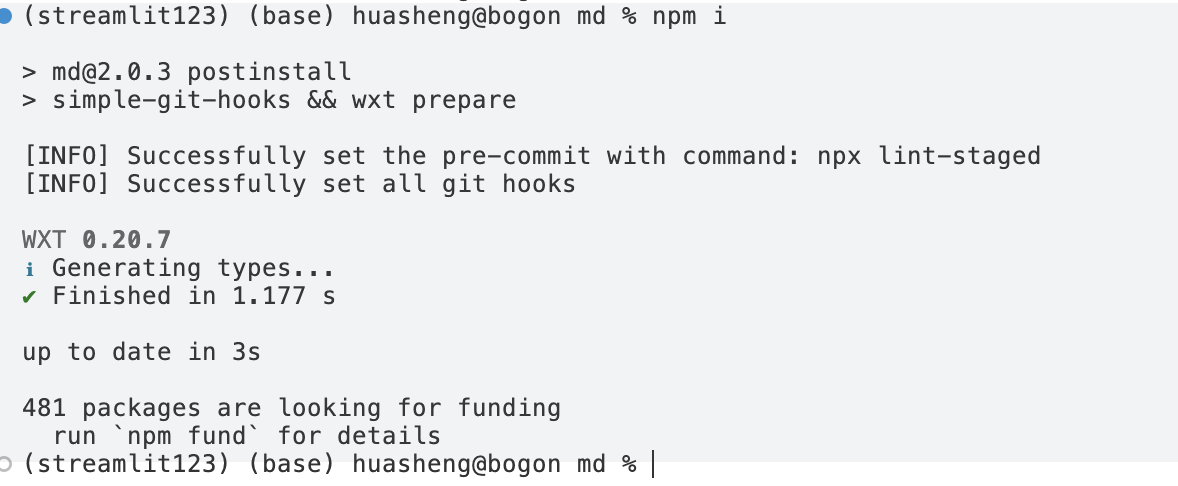 (streamlit123) (base) huasheng@bogon md % npm i
> md@2.0.3 postinstall
> simple-git-hooks && wxt prepare
[INFO] Successfully set the pre-commit with command: npx lint-staged
[INFO] Successfully set all git hooks
WXT 0.20.7
ℹ Generating types...
✔ Finished in 1.177 s
up to date in 3s
481 packages are looking for funding
  run `npm fund` for details
(streamlit123) (base) huasheng@bogon md %